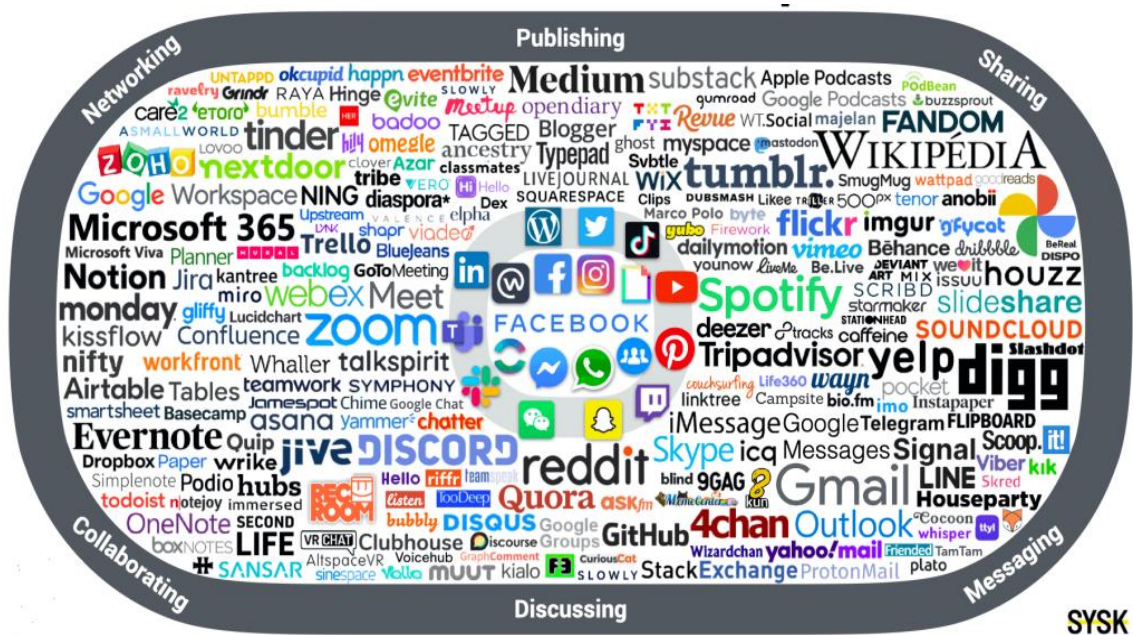 Publishing
Networking
Sharing
UNTAPPD okcupid happn eventbrite Medium substack Apple Podcasts PodBean
ravelry Grindr RAYA Hinge evite SLOWLY meetup opendiary TXT FYI Revue gumroad Google Podcasts buzzsprout
care2 eToro bumble HER badoo WT.Social majelan FANDOM
ASMALLWORLD LOVOO tinder hily omegle TAGGED Blogger ghost myspace mastodon WIKIPÉDIA
ZOHO nextdoor clover Azar ancestry Typepad Svbtle tumblr.
classmates LIVEJOURNAL WIX SmugMug wattpad goodreads
Google Workspace NING tribe VERO Hi Hello SQUARESPACE Clips DUBSMASH Likee TRILLER 500px tenor anobii
diaspora* Dex
Microsoft 365 Upstream VALENCE elpha Marco Polo byte flickr imgur gfycat BeReal
LYNK shapr viadeo yubo Firework DISPO
Microsoft Viva Planner MURAL Trello BlueJeans dailymotion vimeo Bēhance dribbble
Notion Jira kantree backlog GoToMeeting in younow LiveMe Be.Live DEVIANT ART MIX we it issuu houzz
miro webex Meet Spotify SCRIBD slideshare
monday gliffy Lucidchart FACEBOOK starmaker
kissflow Confluence zoom T deezer tracks STATIONHEAD caffeine SOUNDCLOUD
nifty workfront Whaller talkspirit Tripadvisor yelp digg Slashdot
Airtable Tables teamwork SYMPHONY couchsurfing Life360 wayn pocket
smartsheet Basecamp Jamespot Chime Google Chat linktree Campsite bio.fm imo Instapaper
asana yammer chatter iMessage Google Telegram FLIPBOARD
Evernote Quip jive DISCORD reddit Skype icq Messages Signal Scoop.it!
Dropbox Paper wrike Hello riffr teamspeak blind 9GAG 8kun Gmail LINE Viber kik
Simplenote Podio hubs REC ROOM listen TooDeep Quora ASKfm MemeCenter Skred
todoist notejoy immersed Houseparty
OneNote SECOND LIFE bubbly DISQUS Google Groups GitHub 4chan Outlook Cocoon whisper ttyl
boxNOTES VRCHAT Clubhouse Discourse Wizardchan yahoo!mail Friended TamTam
SANSAR AltspaceVR Voicehub GraphComment F3 CuriousCat plato
sinespace Yalla MUUT kialo SLOWLY StackExchange ProtonMail
Collaborating
Messaging
Discussing
SYSK